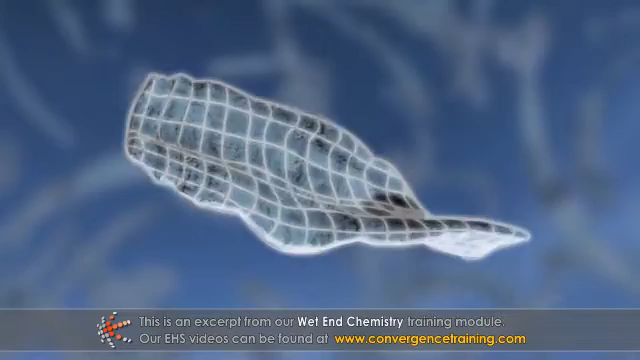 This is an excerpt from our Wet End Chemistry training module.
Our EHS videos can be found at www.convergencetraining.com